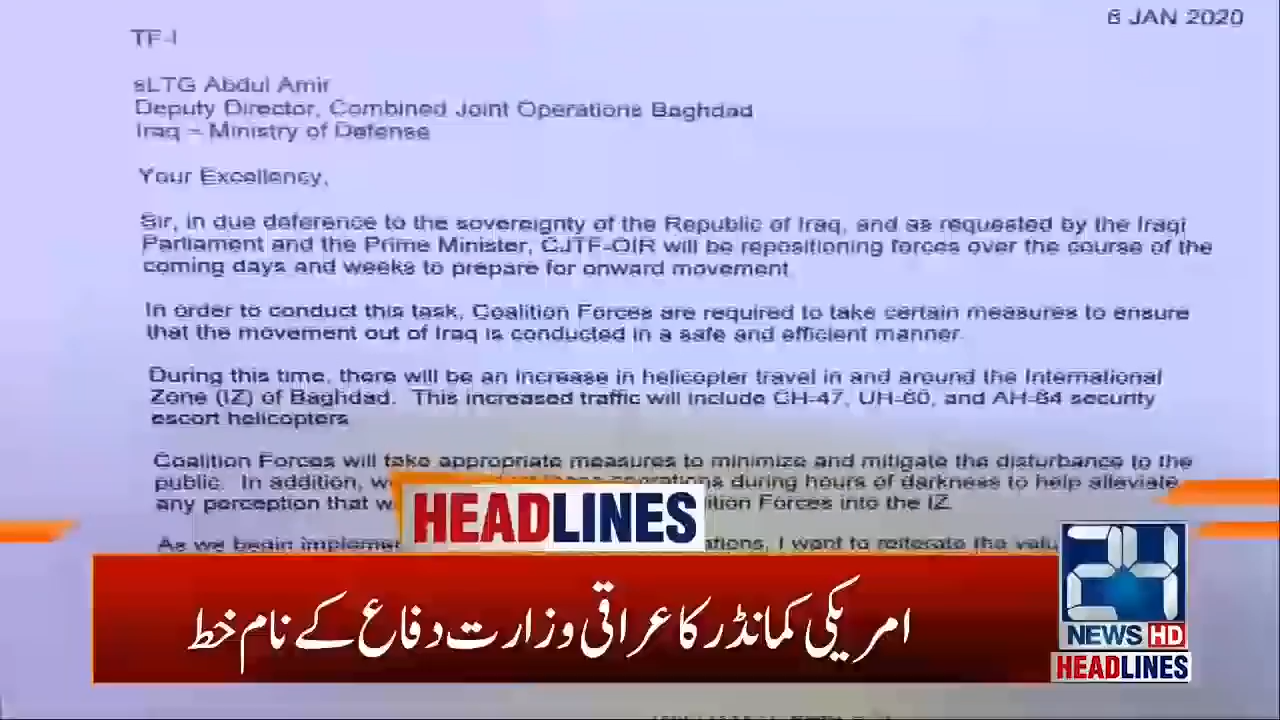 6 JAN 2020
TF-I
sLTG Abdul Amir
Deputy Director, Combined Joint Operations Baghdad
Iraq – Ministry of Defense
Your Excellency,
Sir, in due deference to the sovereignty of the Republic of Iraq, and as requested by the Iraqi
Parliament and the Prime Minister, CJTF-OIR will be repositioning forces over the course of the
coming days and weeks to prepare for onward movement.
In order to conduct this task, Coalition Forces are required to take certain measures to ensure
that the movement out of Iraq is conducted in a safe and efficient manner.
During this time, there will be an increase in helicopter travel in and around the International
Zone (IZ) of Baghdad. This increased traffic will include CH-47, UH-60, and AH-64 security
escort helicopters.
Coalition Forces will take appropriate measures to minimize and mitigate the disturbance to the
public. In addition, operations during hours of darkness to help alleviate
any perception that Forces into the IZ.
As we begin I want to reiterate the
HEADLINES
امریکی کمانڈر کا عراقی وزارت دفاع کے نام خط
24
NEWS HD
HEADLINES